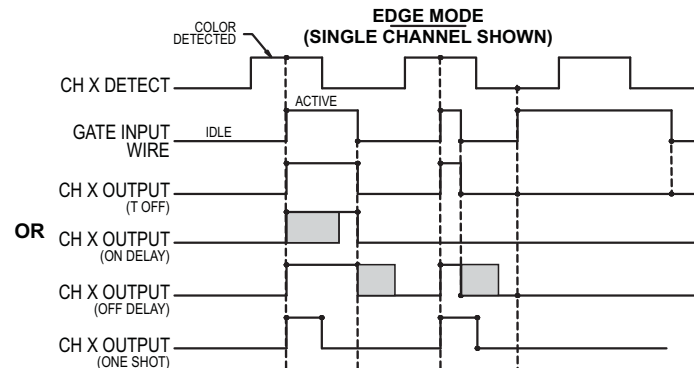 EDGE MODE
(SINGLE CHANNEL SHOWN)
COLOR
DETECTED
CH X DETECT
ACTIVE
GATE INPUT
WIRE
IDLE
CH X OUTPUT
(T OFF)
OR
CH X OUTPUT
(ON DELAY)
CH X OUTPUT
(OFF DELAY)
CH X OUTPUT
(ONE SHOT)